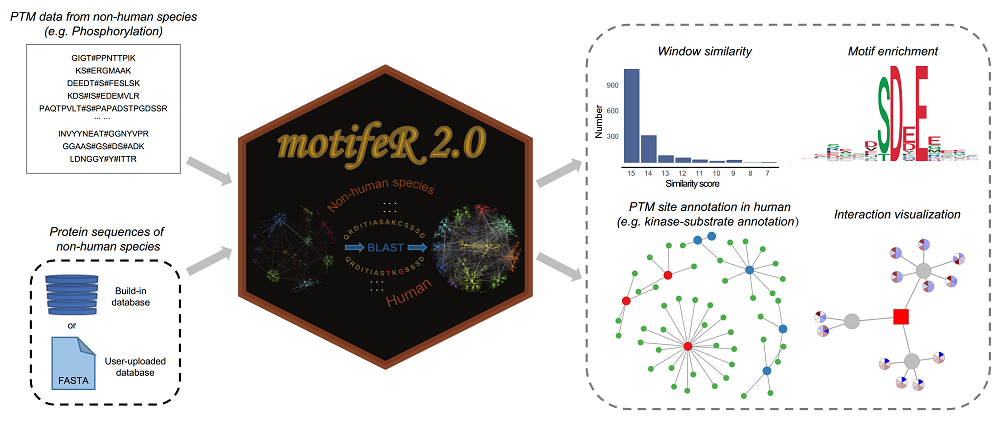 PTM data from non-human species
(e.g. Phosphorylation)
GIGT#PPNTTPIK
KS#ERGMAAK
DEEDT#S#FESLSK
KDS#IS#EDEMVLR
PAQTPVLT#S#PAPADSTPGDSSR
... ...
INVYYNEAT#GGNYVPR
GGAAS#GS#DS#ADK
LDNGGY#Y#ITTR
Protein sequences of
non-human species
Build-in
database
or
User-uploaded
database
FASTA
motifeR 2.0
Non-human species
QRDITIASAKCSSSD
BLAST
QRDITIASTKGSSSD
Human
Window similarity
Number
900
600
300
15 14 13 12 11 10 9 8 7
Similarity score
Motif enrichment
SDEE
PTM site annotation in human
(e.g. kinase-substrate annotation)
Interaction visualization